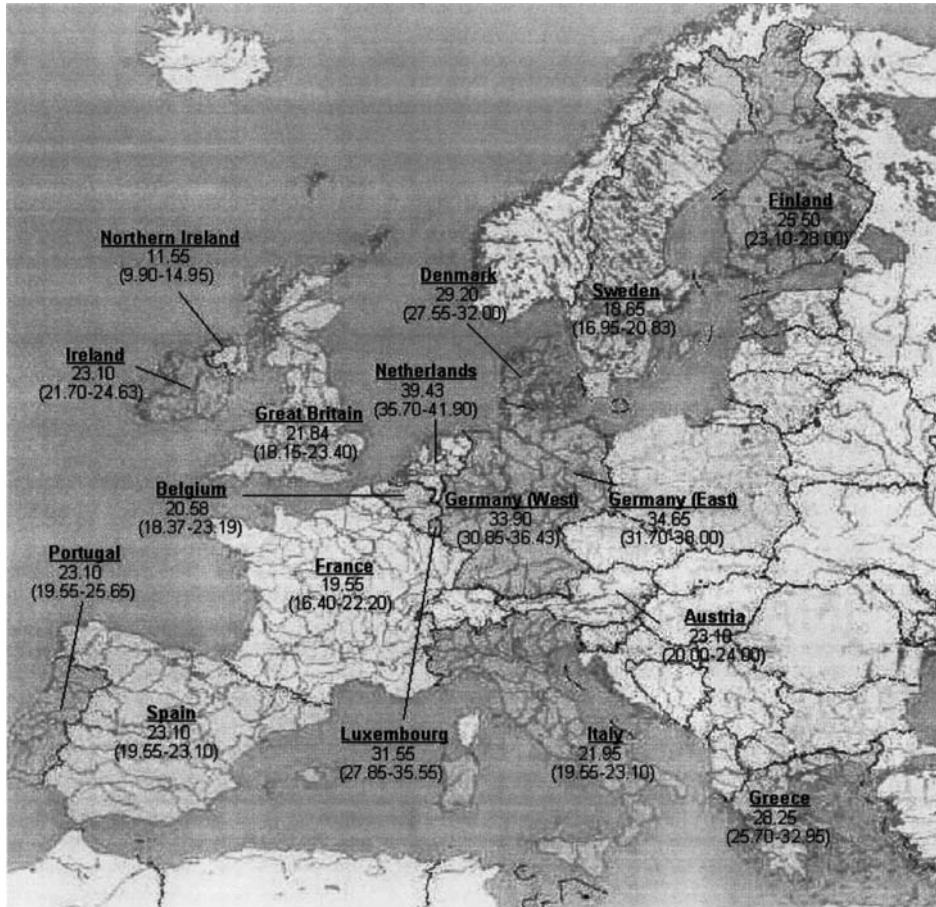 Finland
25.50
(23.10-28.00)
Northern Ireland
11.55
(9.90-14.95)
Denmark
29.20
(27.55-32.00)
Sweden
18.65
(16.95-20.83)
Ireland
23.10
(21.70-24.63)
Netherlands
39.43
(35.70-41.90)
Great Britain
21.84
(18.15-23.40)
Belgium
20.58
(18.37-23.19)
Germany (West)
33.90
(30.85-36.43)
Germany (East)
34.65
(31.70-38.00)
Portugal
23.10
(19.55-25.65)
France
19.55
(16.40-22.20)
Austria
23.10
(20.00-24.00)
Spain
23.10
(19.55-23.10)
Luxembourg
31.55
(27.85-35.55)
Italy
21.95
(19.55-23.10)
Greece
28.25
(25.70-32.95)